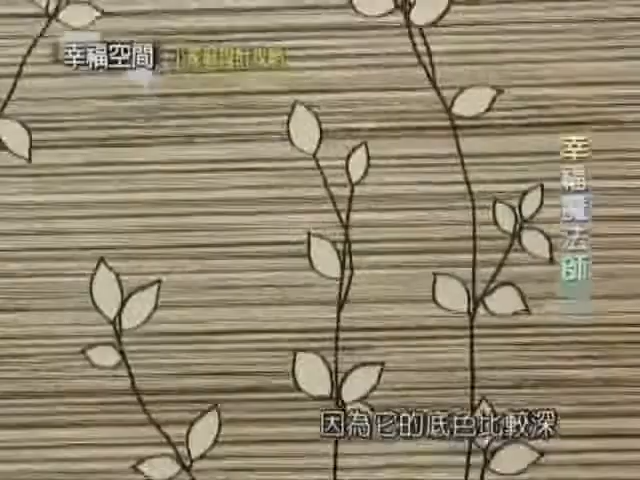 幸福空間
幸福魔法師
因為它的底色比較深